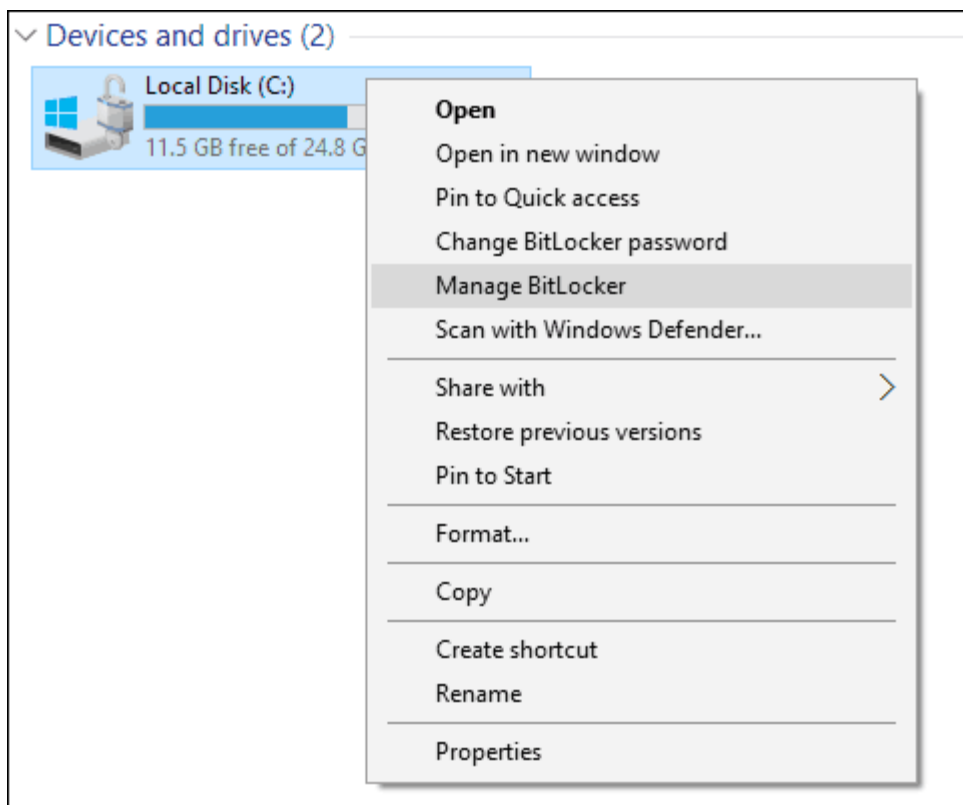 Devices and drives (2)
Local Disk (C:)
11.5 GB free of 24.8 G
Open
Open in new window
Pin to Quick access
Change BitLocker password
Manage BitLocker
Scan with Windows Defender...
Share with
Restore previous versions
Pin to Start
Format...
Copy
Create shortcut
Rename
Properties